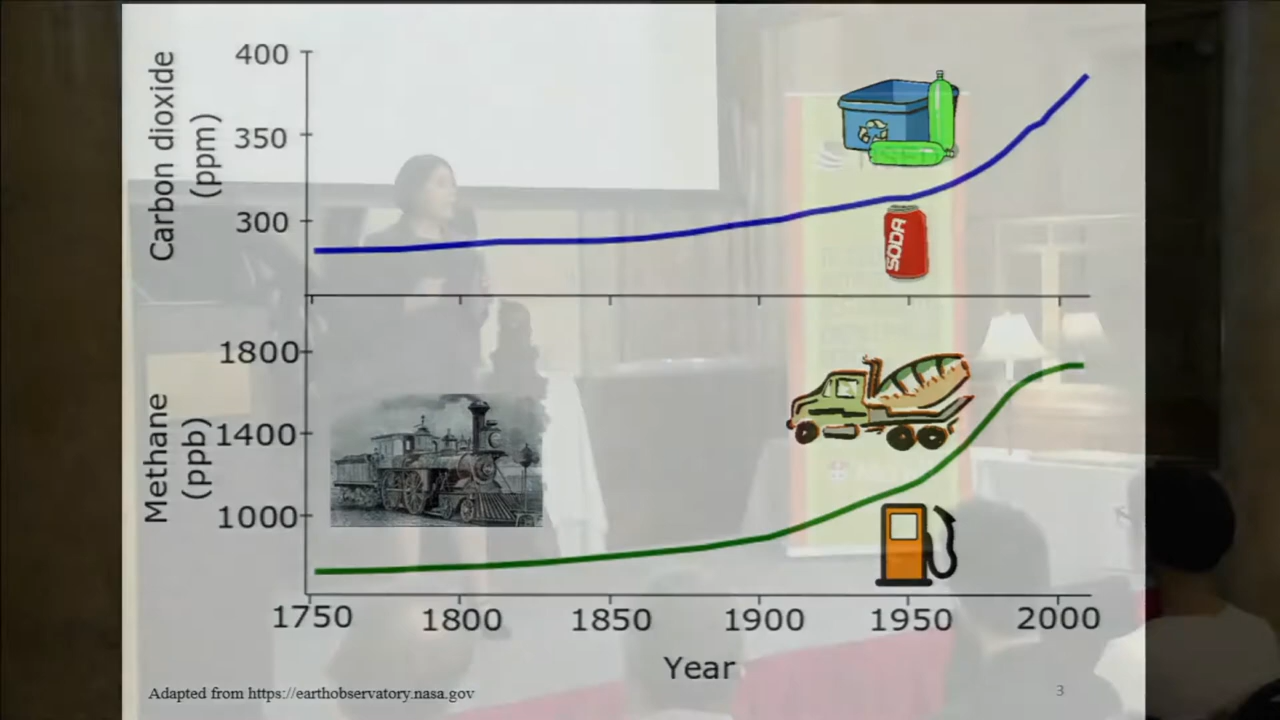 400
350
300
Carbon dioxide
(ppm)
SODA
1800
1400
1000
Methane
(ppb)
1750 1800 1850 1900 1950 2000
Year
Adapted from https://earthobservatory.nasa.gov
3